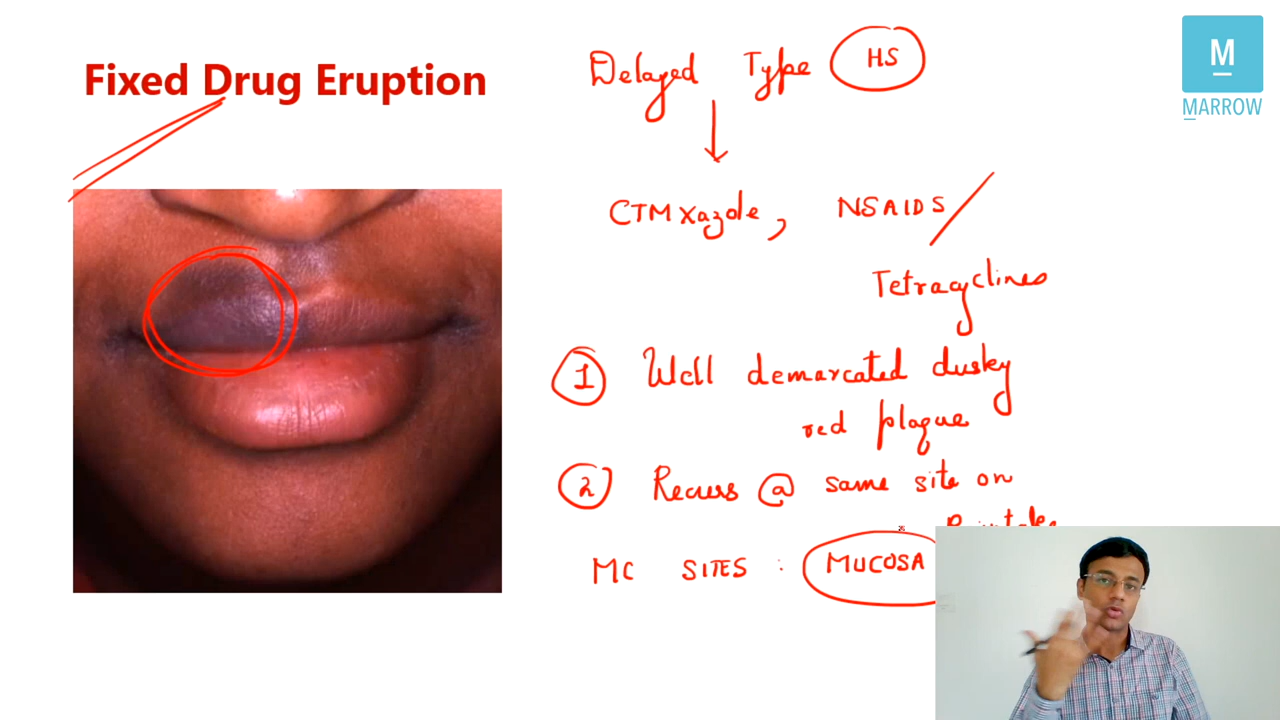 Fixed Drug Eruption
M
MARROW
Delayed Type HS
CTMXazole, NSAIDS/
Tetracyclines
1 Well demarcated dusky
red plaque
2 Recurs @ same site on
MC SITES : MUCOSA